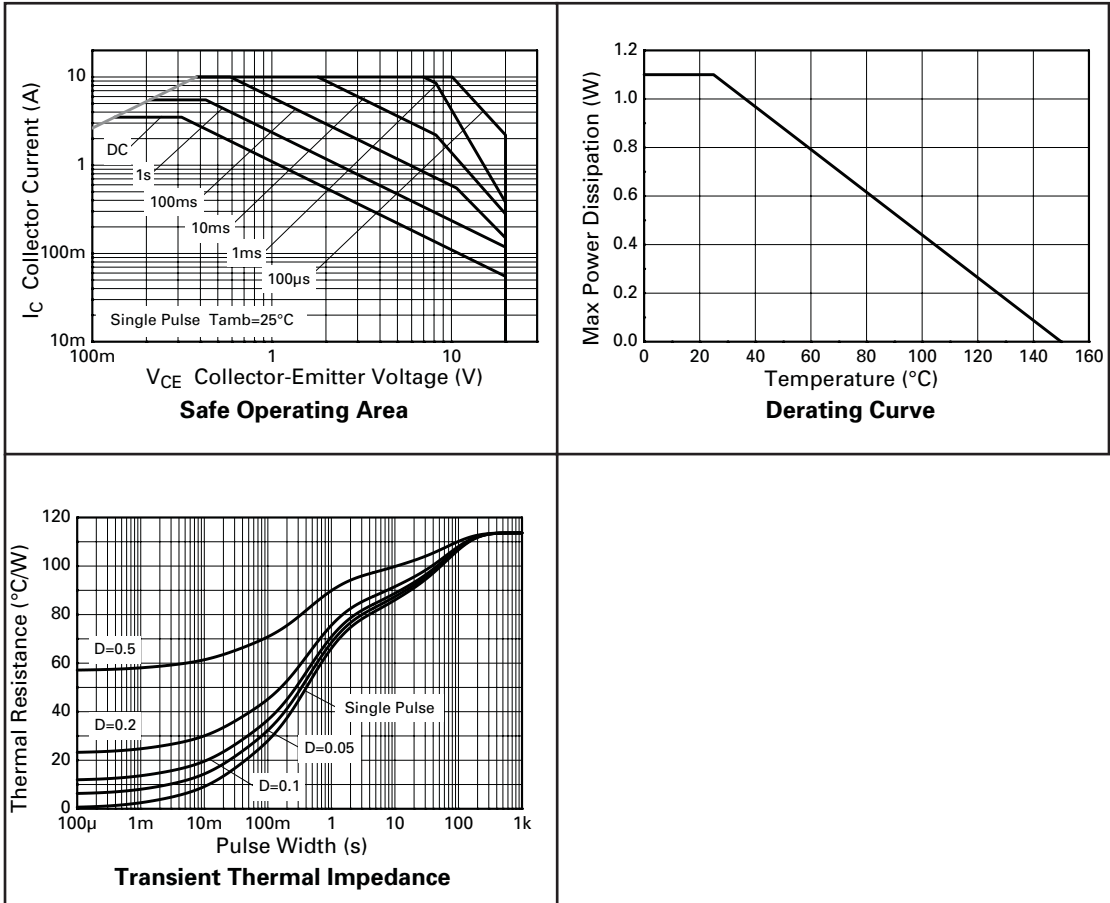 10
1
100m
10m
100m
1
10
I_C Collector Current (A)
DC
1s
100ms
10ms
1ms
100µs
Single Pulse Tamb=25°C
V_CE Collector-Emitter Voltage (V)
Safe Operating Area
1.2
1.0
0.8
0.6
0.4
0.2
0.0
0 20 40 60 80 100 120 140 160
Max Power Dissipation (W)
Temperature (°C)
Derating Curve
120
100
80
60
40
20
0
100µ 1m 10m 100m 1 10 100 1k
Thermal Resistance (°C/W)
D=0.5
D=0.2
Single Pulse
D=0.05
D=0.1
Pulse Width (s)
Transient Thermal Impedance